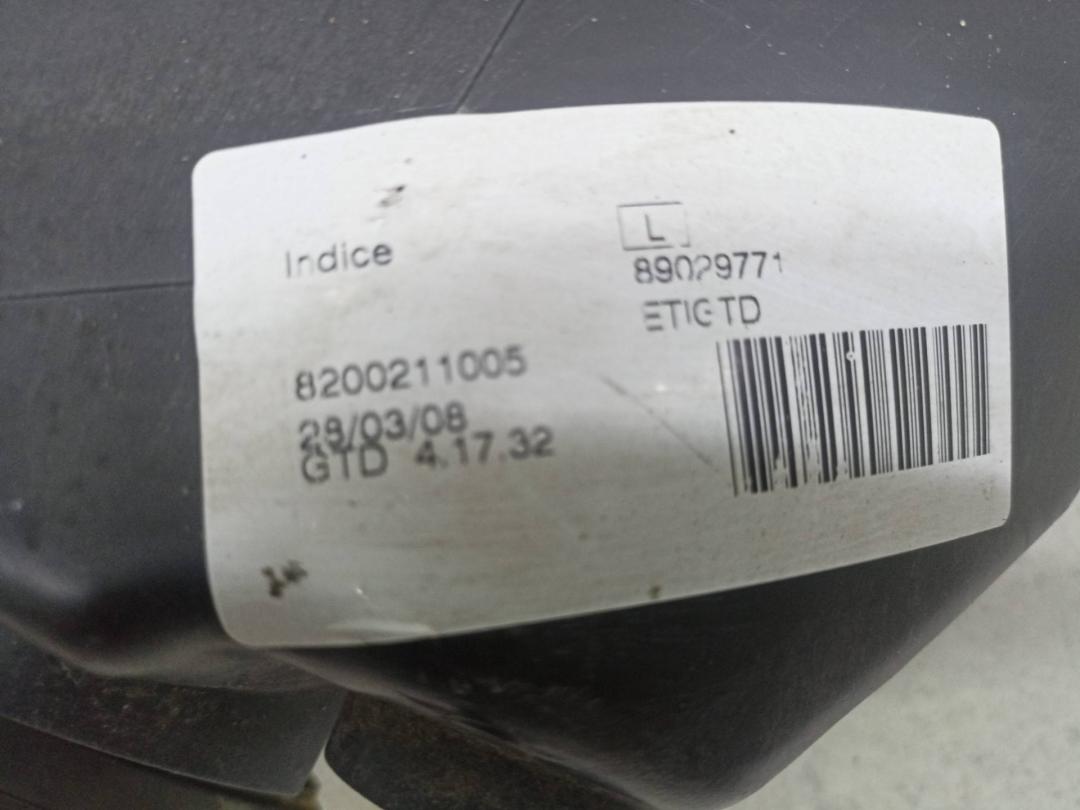 Indice
L
89029771
ETIGTD
8200211005
28/03/08
GTD 4.17.32